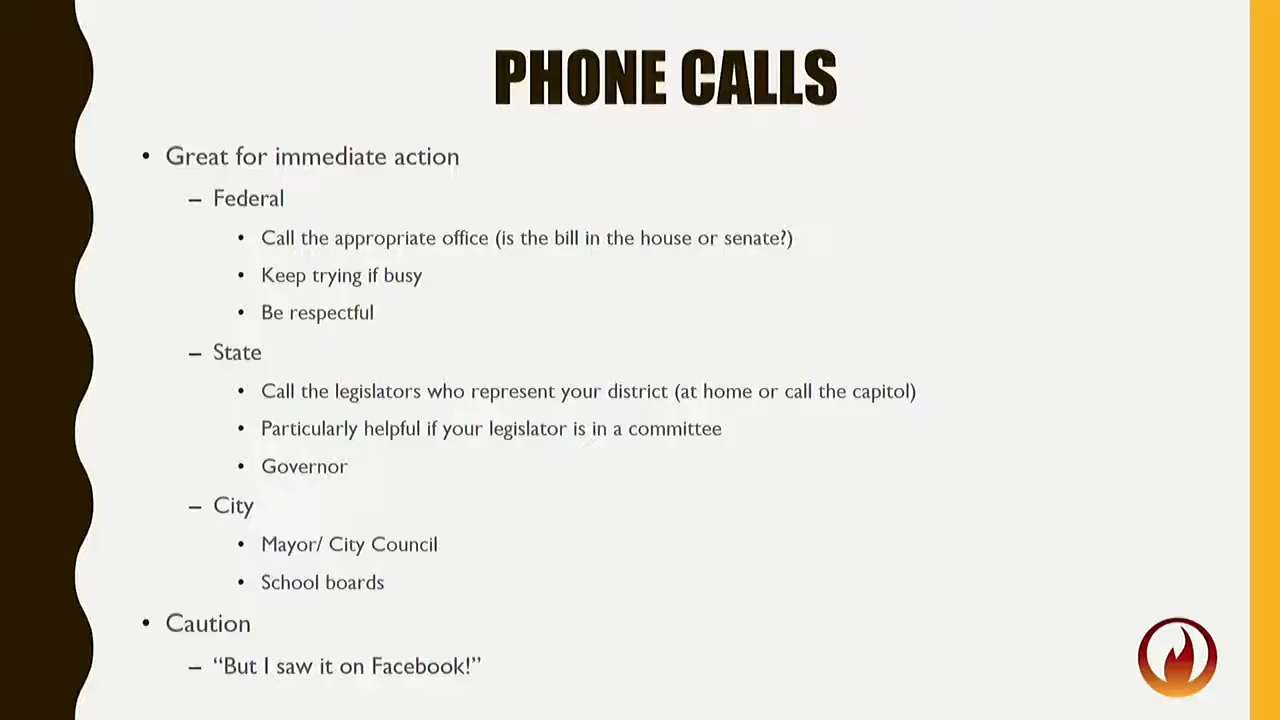 PHONE CALLS
• Great for immediate action
– Federal
• Call the appropriate office (is the bill in the house or senate?)
• Keep trying if busy
• Be respectful
– State
• Call the legislators who represent your district (at home or call the capitol)
• Particularly helpful if your legislator is in a committee
• Governor
– City
• Mayor/ City Council
• School boards
• Caution
– “But I saw it on Facebook!”